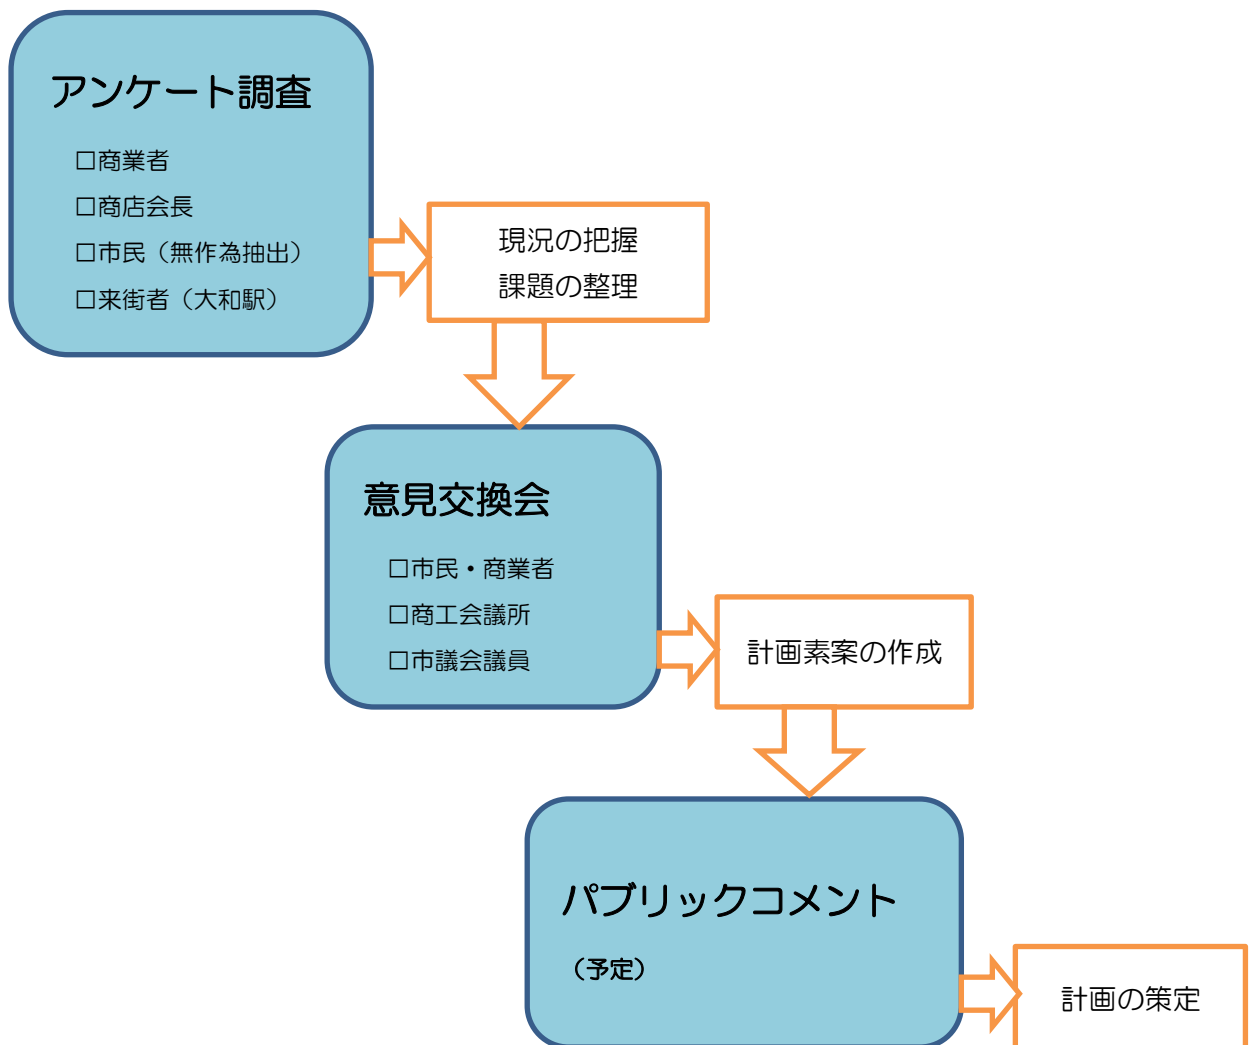 アンケート調査
□商業者
□商店会長
□市民（無作為抽出）
□来街者（大和駅）
現況の把握
課題の整理
意見交換会
□市民・商業者
□商工会議所
□市議会議員
計画素案の作成
パブリックコメント
（予定）
計画の策定